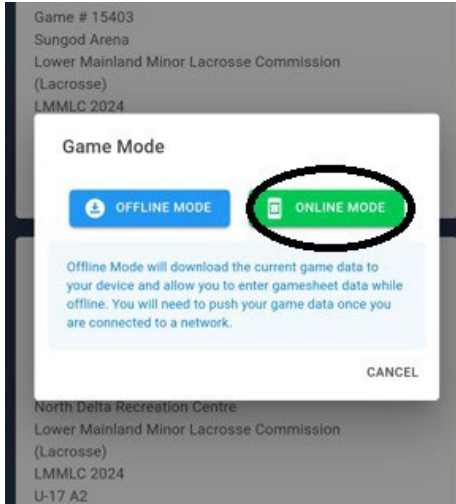 Game # 15403
Sungod Arena
Lower Mainland Minor Lacrosse Commission
(Lacrosse)
LMMLC 2024
Game Mode
OFFLINE MODE
ONLINE MODE
Offline Mode will download the current game data to
your device and allow you to enter gamesheet data while
offline. You will need to push your game data once you
are connected to a network.
CANCEL
North Delta Recreation Centre
Lower Mainland Minor Lacrosse Commission
(Lacrosse)
LMMLC 2024
U-17 A2